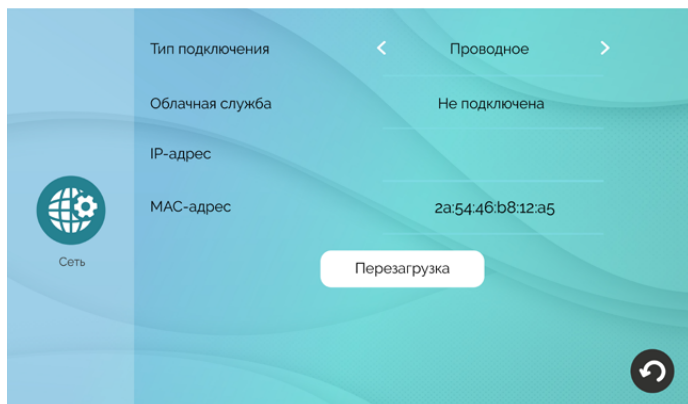 Тип подключения < Проводное >
Облачная служба Не подключена
IP-адрес
MAC-адрес 2a:54:46:b8:12:a5
Сеть
Перезагрузка